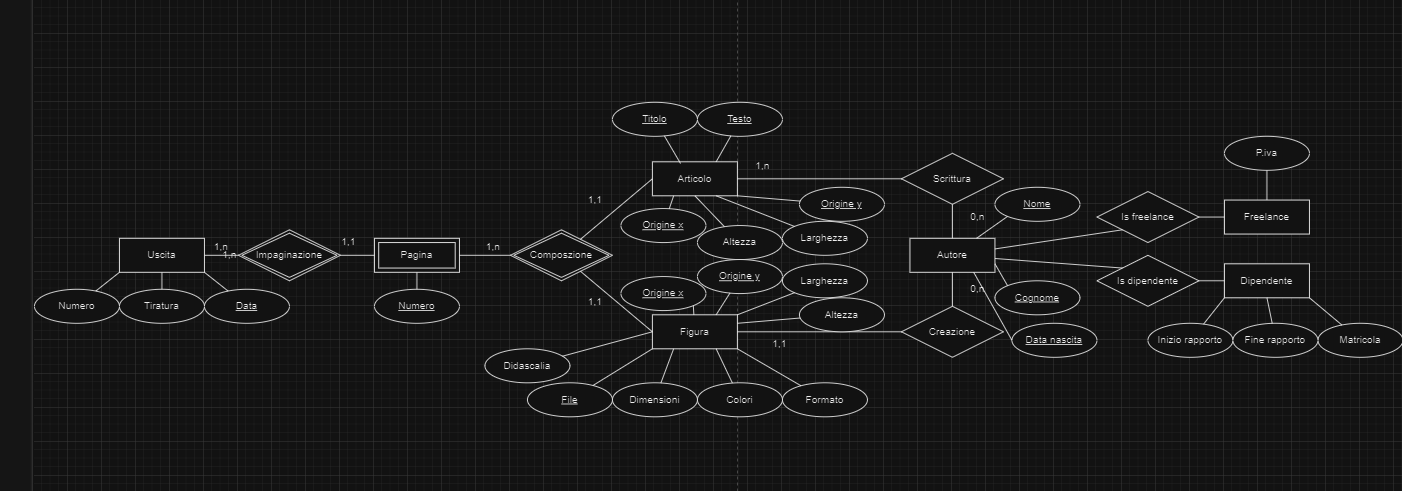 Titolo
Testo
P.iva
1,n
Articolo
Scrittura
1,1
Origine y
Nome
Origine x
Altezza
Larghezza
0,n
Is freelance
Freelance
Uscita
1,n
1,n
Impaginazione
1,1
Pagina
1,n
Composzione
Autore
Origine y
Larghezza
Is dipendente
Dipendente
Numero
Tiratura
Data
Numero
1,1
Origine x
Altezza
0,n
Cognome
Figura
Creazione
1,1
Data nascita
Inizio rapporto
Fine rapporto
Matricola
Didascalia
File
Dimensioni
Colori
Formato